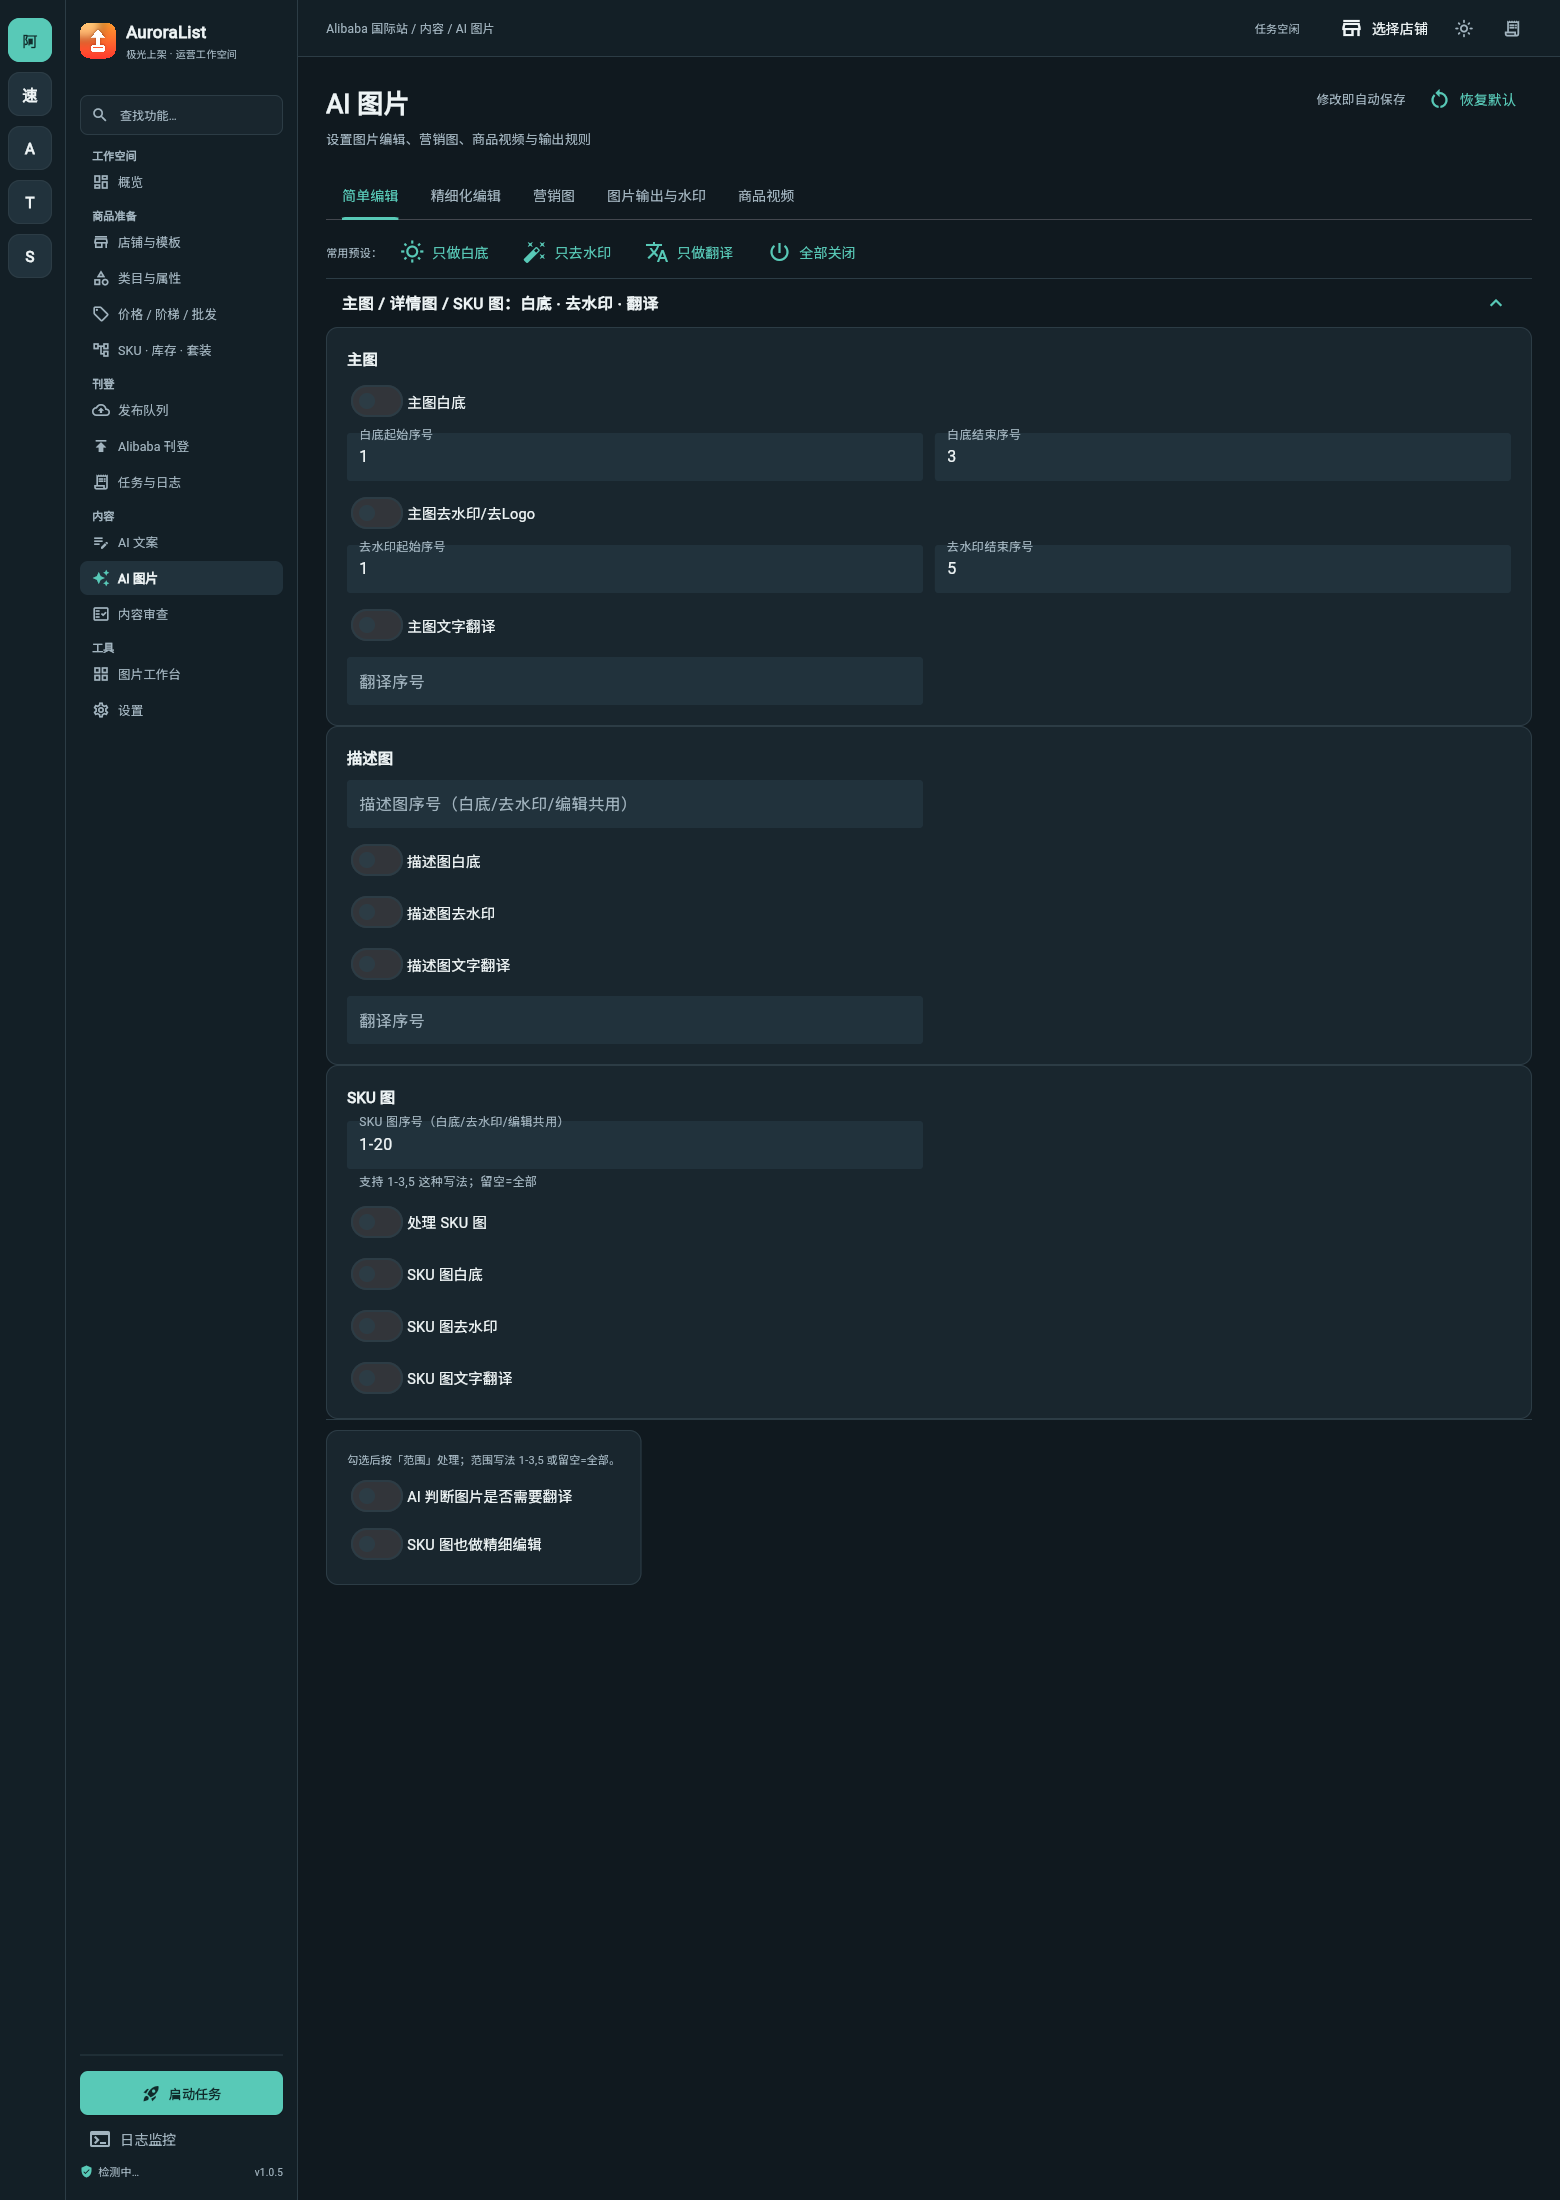 阿
速
A
T
S
AuroraList
极光上架 · 运营工作空间
查找功能...
工作空间
概览
商品准备
店铺与模板
类目与属性
价格 / 阶梯 / 批发
SKU · 库存 · 套装
刊登
发布队列
Alibaba 刊登
任务与日志
内容
AI 文案
AI 图片
内容审查
工具
图片工作台
设置
启动任务
日志监控
检测中...
v1.0.5
Alibaba 国际站 / 内容 / AI 图片
任务空闲
选择店铺
AI 图片
设置图片编辑、营销图、商品视频与输出规则
修改即自动保存
恢复默认
简单编辑
精细化编辑
营销图
图片输出与水印
商品视频
常用预设：
只做白底
只去水印
只做翻译
全部关闭
主图 / 详情图 / SKU 图：白底 · 去水印 · 翻译
主图
主图白底
白底起始序号
1
白底结束序号
3
主图去水印/去Logo
去水印起始序号
1
去水印结束序号
5
主图文字翻译
翻译序号
描述图
描述图序号（白底/去水印/编辑共用）
描述图白底
描述图去水印
描述图文字翻译
翻译序号
SKU 图
SKU 图序号（白底/去水印/编辑共用）
1-20
支持 1-3,5 这种写法；留空=全部
处理 SKU 图
SKU 图白底
SKU 图去水印
SKU 图文字翻译
勾选后按「范围」处理；范围写法 1-3,5 或留空=全部。
AI 判断图片是否需要翻译
SKU 图也做精细编辑